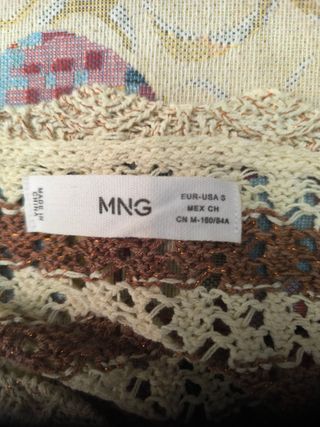 MADE IN
CHINA
MNG
EUR-USA S
MEX CH
CN M-160/84A